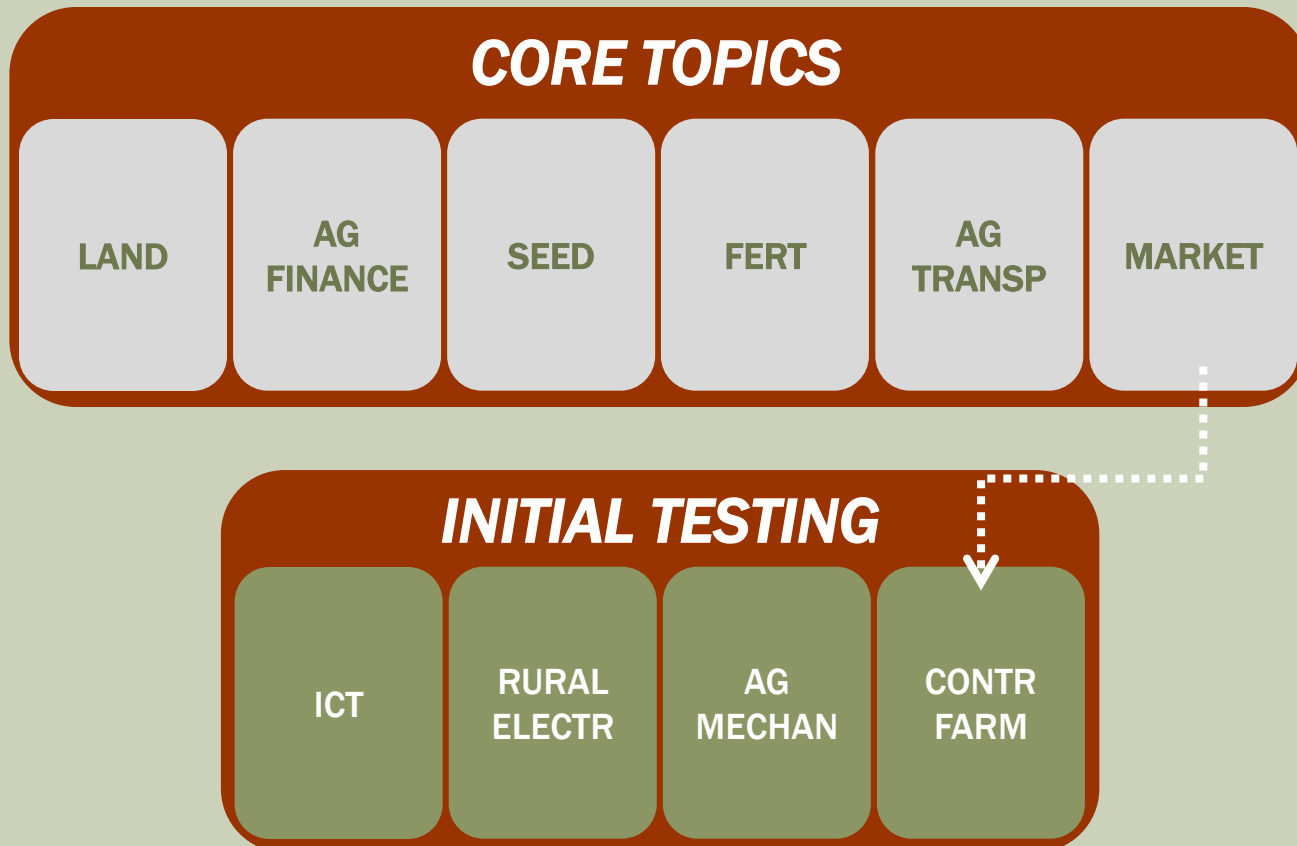 CORE TOPICS
LAND
AG
FINANCE
SEED
FERT
AG
TRANSP
MARKET
INITIAL TESTING
ICT
RURAL
ELECTR
AG
MECHAN
CONTR
FARM